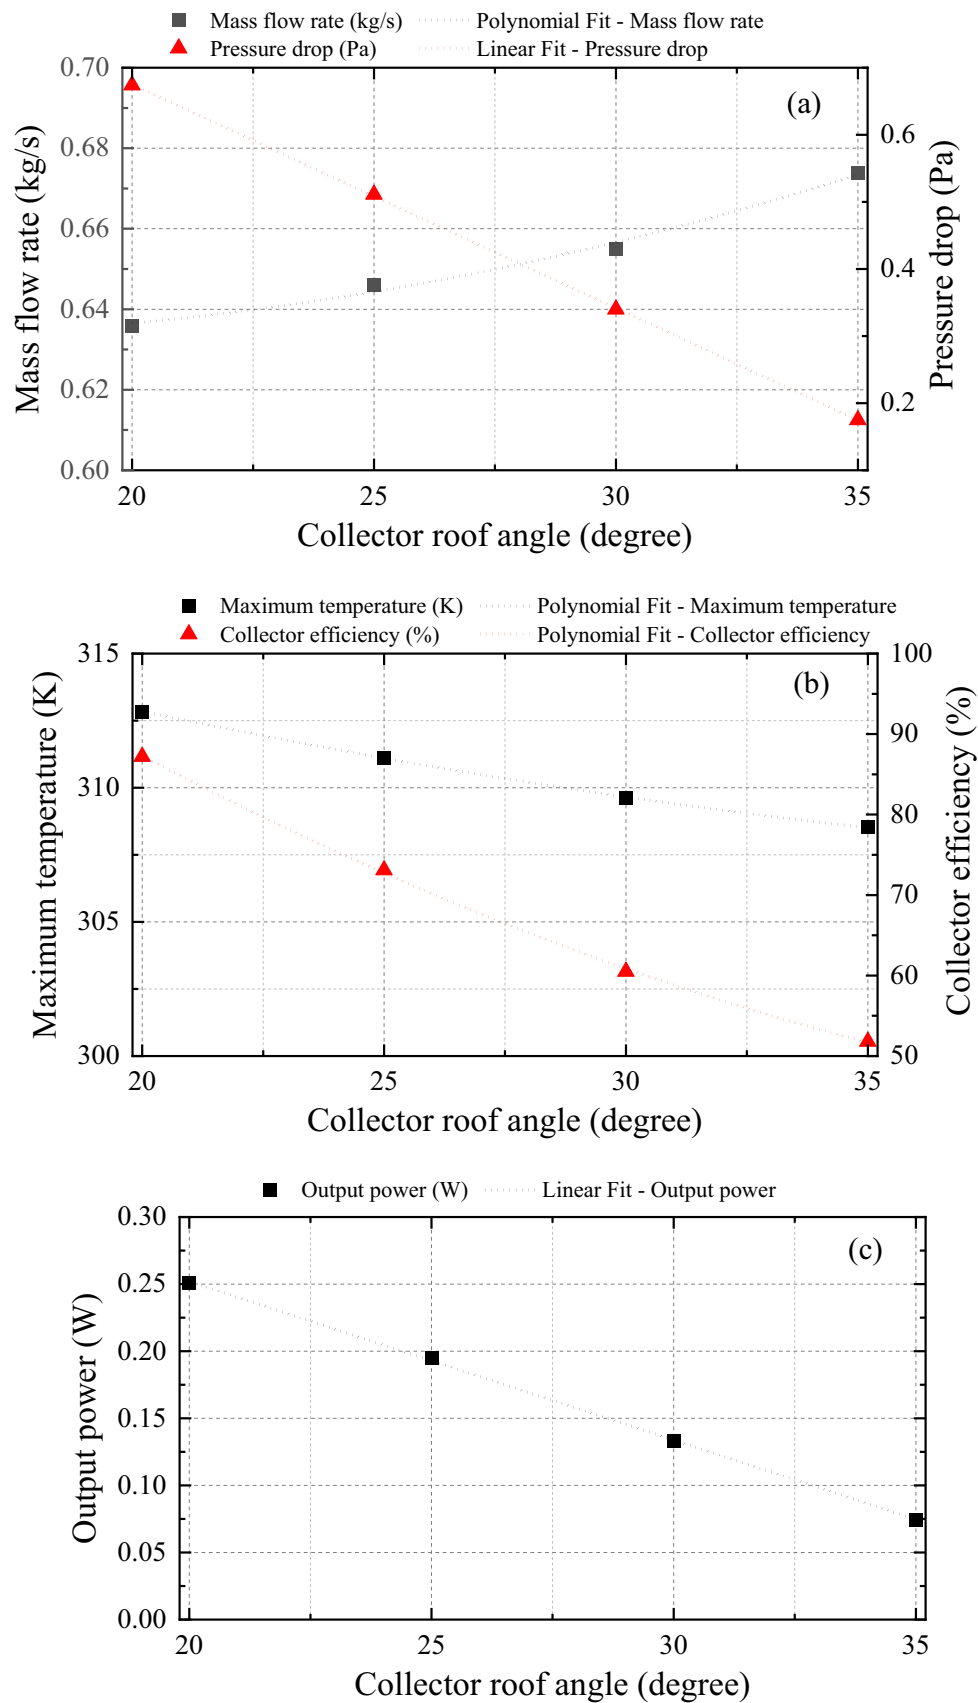 Mass flow rate (kg/s) Polynomial Fit - Mass flow rate
Pressure drop (Pa) Linear Fit - Pressure drop
(a)
0.70
0.68
0.66
0.64
0.62
0.60
Mass flow rate (kg/s)
0.6
0.4
0.2
Pressure drop (Pa)
20 25 30 35
Collector roof angle (degree)
Maximum temperature (K) Polynomial Fit - Maximum temperature
Collector efficiency (%) Polynomial Fit - Collector efficiency
(b)
315
310
305
300
Maximum temperature (K)
100
90
80
70
60
50
Collector efficiency (%)
20 25 30 35
Collector roof angle (degree)
Output power (W) Linear Fit - Output power
(c)
0.30
0.25
0.20
0.15
0.10
0.05
0.00
Output power (W)
20 25 30 35
Collector roof angle (degree)